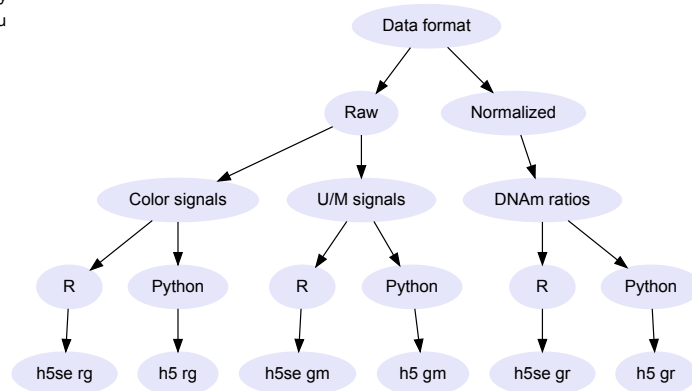 y
u
Data format
Raw Normalized
Color signals U/M signals DNAm ratios
R Python R Python R Python
h5se rg h5 rg h5se gm h5 gm h5se gr h5 gr